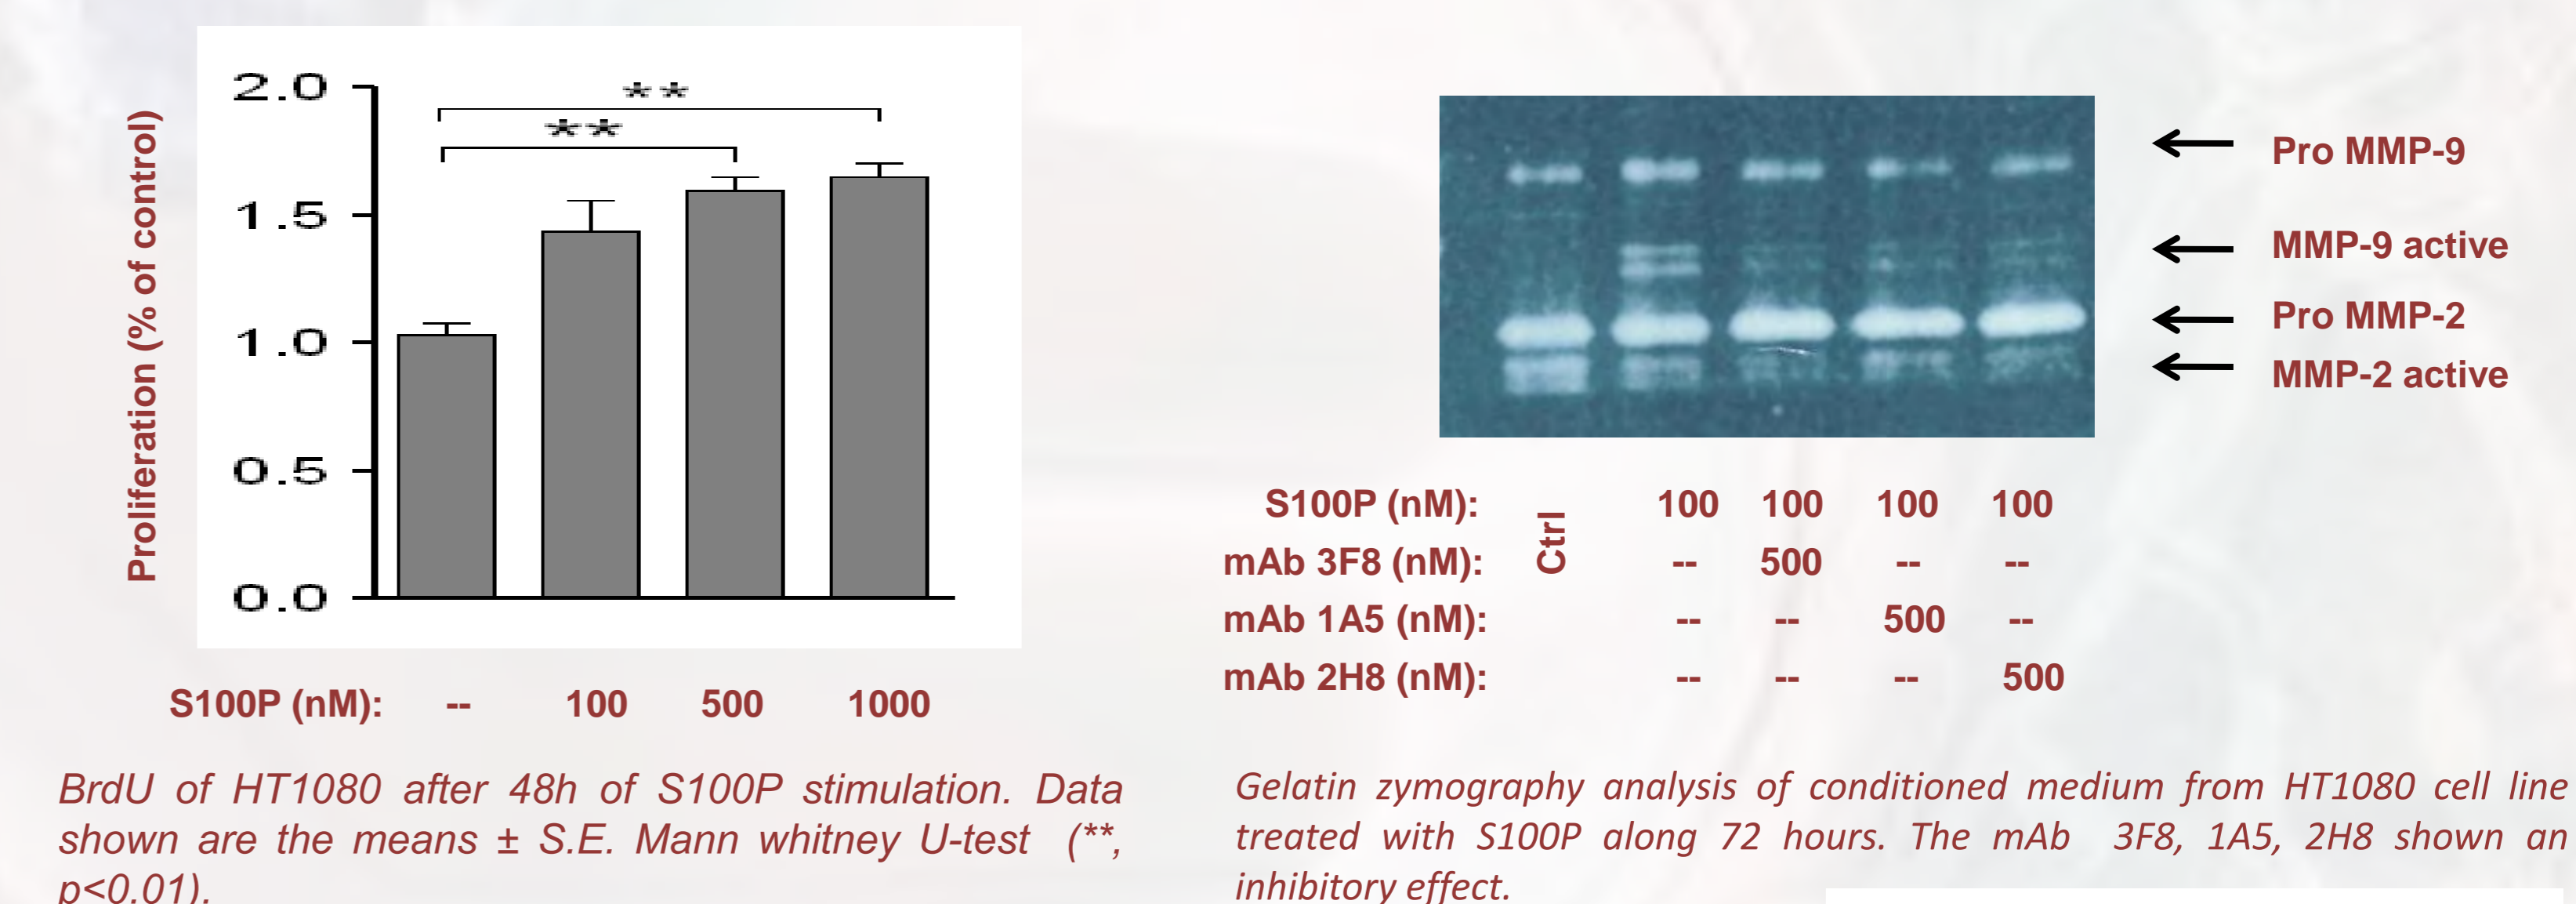 Proliferation (% of control)
2.0
1.5
1.0
0.5
0.0
**
**
S100P (nM): -- 100 500 1000
BrdU of HT1080 after 48h of S100P stimulation. Data
shown are the means ± S.E. Mann whitney U-test (**,
p<0.01).
Pro MMP-9
MMP-9 active
Pro MMP-2
MMP-2 active
Ctrl
S100P (nM): 100 100 100 100
mAb 3F8 (nM): -- 500 -- --
mAb 1A5 (nM): -- -- 500 --
mAb 2H8 (nM): -- -- -- 500
Gelatin zymography analysis of conditioned medium from HT1080 cell line
treated with S100P along 72 hours. The mAb 3F8, 1A5, 2H8 shown an
inhibitory effect.